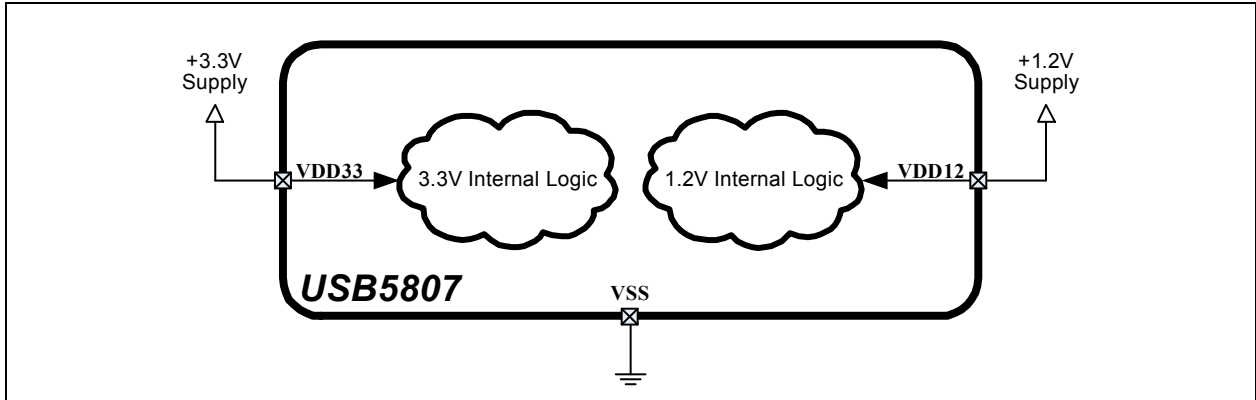 +3.3V
Supply
+1.2V
Supply
VDD33
3.3V Internal Logic
1.2V Internal Logic
VDD12
USB5807
VSS